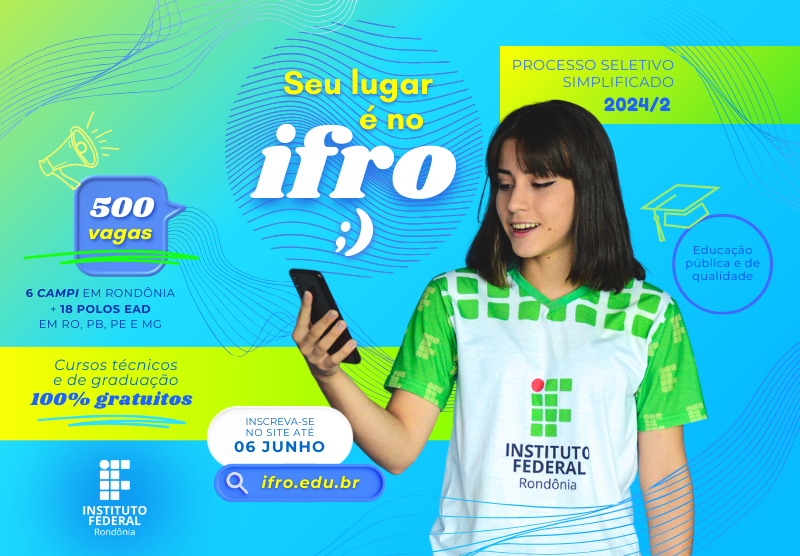 Seu lugar
é no
ifro
;)
PROCESSO SELETIVO
SIMPLIFICADO
2024/2
500
vagas
6 CAMPI EM RONDÔNIA
+ 18 POLOS EAD
EM RO, PB, PE E MG
Educação
pública e de
qualidade
Cursos técnicos
e de graduação
100% gratuitos
INSCREVA-SE
NO SITE ATÉ
06 JUNHO
ifro.edu.br
INSTITUTO
FEDERAL
Rondônia
INSTITUTO
FEDERAL
Rondônia